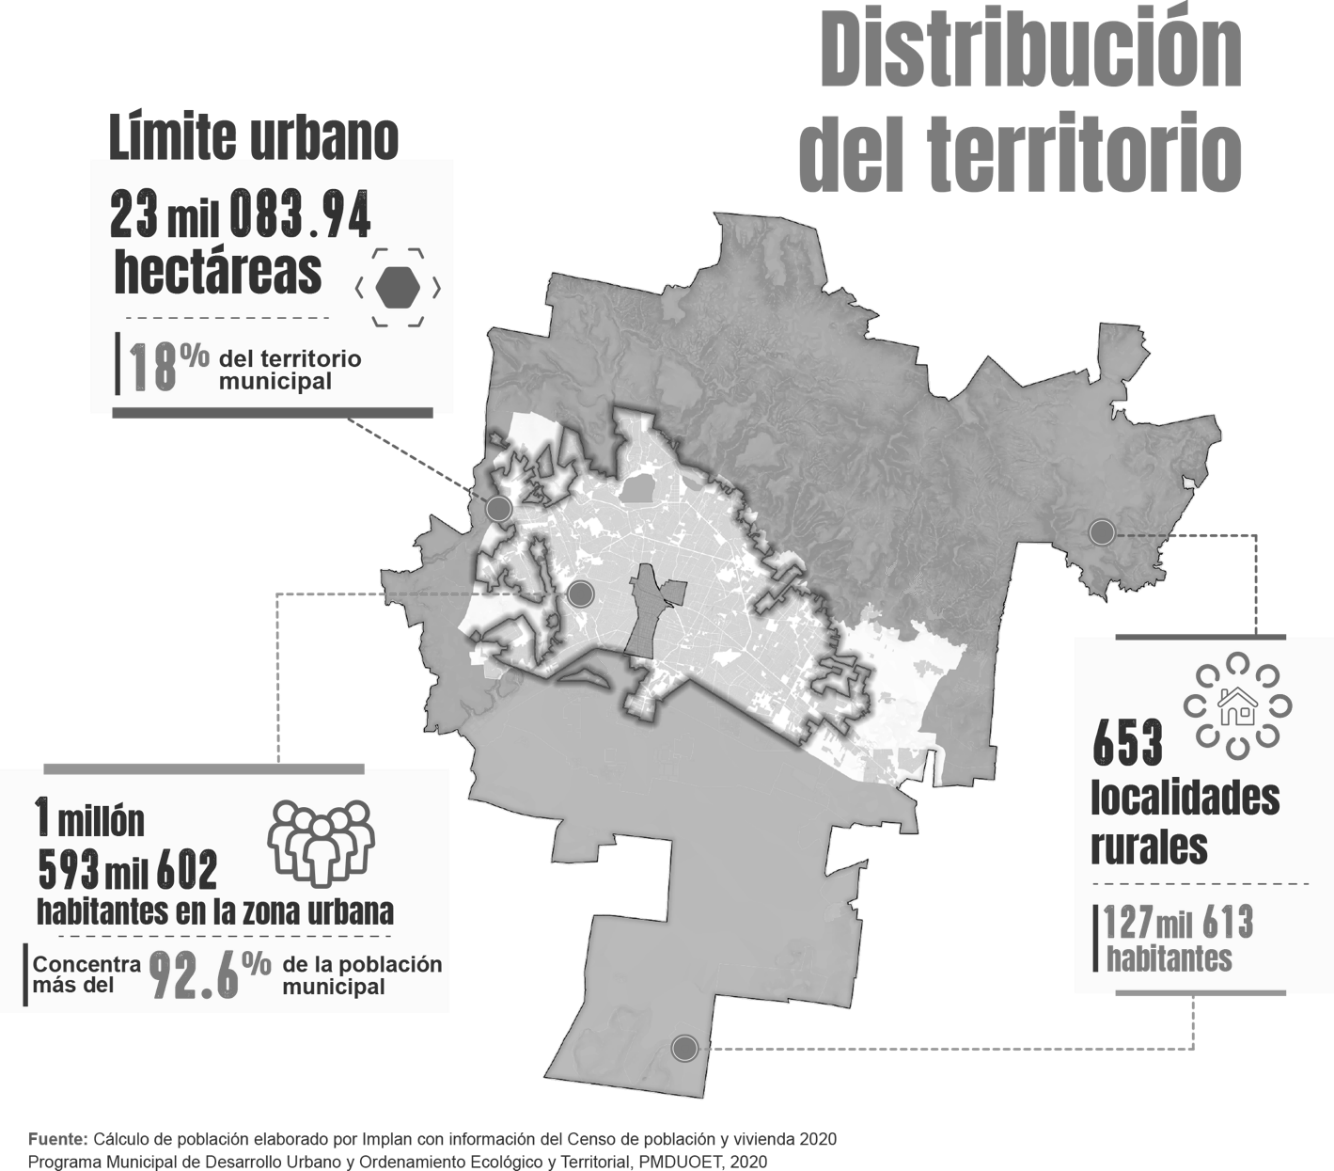 Distribución
del territorio
Límite urbano
23 mil 083.94
hectáreas
18% del territorio
municipal
1 millón
593 mil 602
habitantes en la zona urbana
Concentra
más del
92.6%
de la población
municipal
653
localidades
rurales
127 mil 613
habitantes
Fuente: Cálculo de población elaborado por Implan con información del Censo de población y vivienda 2020
Programa Municipal de Desarrollo Urbano y Ordenamiento Ecológico y Territorial, PMDUOET, 2020